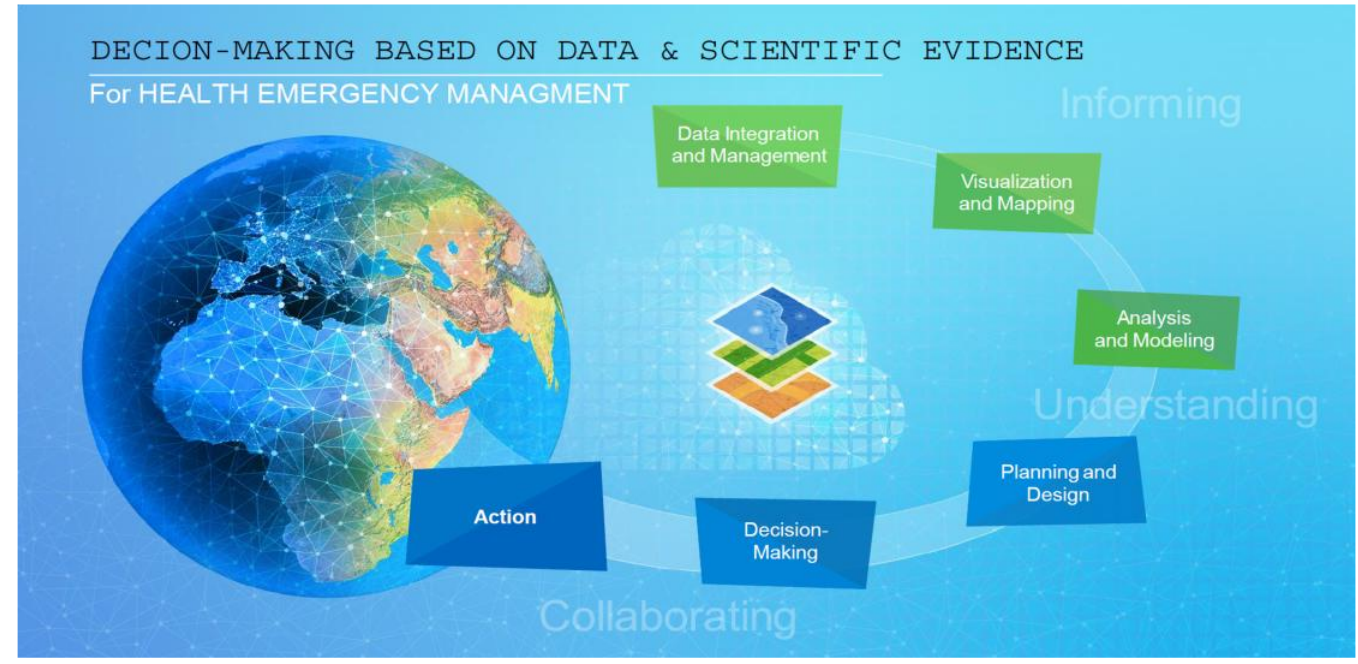 DECION-MAKING BASED ON DATA & SCIENTIFIC EVIDENCE
For HEALTH EMERGENCY MANAGMENT
Informing
Data Integration
and Management
Visualization
and Mapping
Analysis
and Modeling
Understanding
Planning and
Design
Decision-
Making
Action
Collaborating